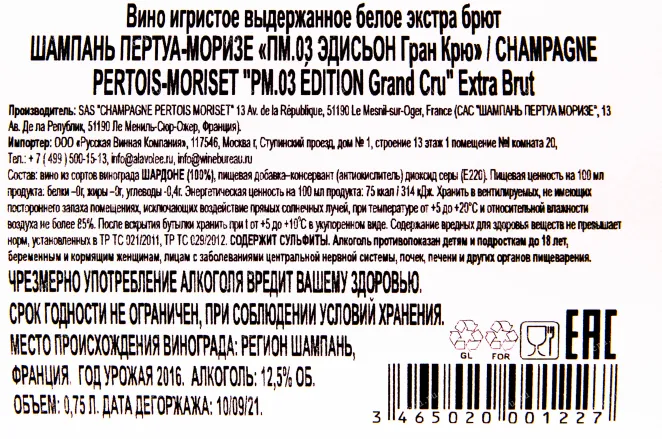 Вино игристое выдержанное белое экстра брют
ШАМПАНЬ ПЕРТУА-МОРИЗЕ «ПМ.03 ЭДИСЬОН Гран Крю» / CHAMPAGNE
PERTOIS-MORISET "PM.03 ÉDITION Grand Cru" Extra Brut
Производитель: SAS "CHAMPAGNE PERTOIS MORISET" 13 Av. de la République, 51190 Le Mesnil-sur-Oger, France (САС "ШАМПАНЬ ПЕРТУА МОРИЗЕ", 13
Ав. Де ла Републик, 51190 Ле Мениль-Сюр-Ожер, Франция).
Импортер: ООО «Русская Винная Компания», 117546, Москва г, Ступинский проезд, дом № 1, строение 13 этаж 1 помещение №I комната 20,
Тел.: + 7 ( 499 ) 500-15-13, info@alavolee.ru, info@winebureau.ru
Состав: вино из сортов винограда ШАРДОНЕ (100%), пищевая добавка–консервант (антиокислитель) диоксид серы (Е220). Пищевая ценность на 100 мл
продукта: белки –0г, жиры –0г, углеводы -0,4г. Энергетическая ценность на 100 мл продукта: 75 ккал / 314 кДж. Хранить в вентилируемых, не имеющих
постороннего запаха помещениях, исключающих воздействие прямых солнечных лучей, при температуре от +5 до +20°С и относительной влажности
воздуха не более 85%. После вскрытия бутылки хранить при t от +5 до +10°С в укупоренном виде. Содержание вредных для здоровья веществ не превышает
норм, установленных в ТР ТС 021/2011, ТР ТС 029/2012. СОДЕРЖИТ СУЛЬФИТЫ. Алкоголь противопоказан детям и подросткам до 18 лет,
беременным и кормящим женщинам, лицам с заболеваниями центральной нервной системы, почек, печени и других органов пищеварения.
ЧРЕЗМЕРНО УПОТРЕБЛЕНИЕ АЛКОГОЛЯ ВРЕДИТ ВАШЕМУ ЗДОРОВЬЮ.
СРОК ГОДНОСТИ НЕ ОГРАНИЧЕН, ПРИ СОБЛЮДЕНИИ УСЛОВИЙ ХРАНЕНИЯ.
МЕСТО ПРОИСХОЖДЕНИЯ ВИНОГРАДА: РЕГИОН ШАМПАНЬ,
ФРАНЦИЯ. ГОД УРОЖАЯ 2016. АЛКОГОЛЬ: 12,5% ОБ.
ОБЪЕМ: 0,75 Л. ДАТА ДЕГОРЖАЖА: 10/09/21.
GL FOR EAC
3 465020 001227